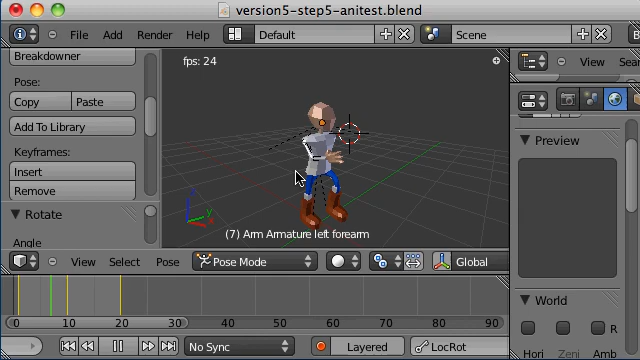 version5-step5-anitest.blend
File Add Render Help Default Scene
Breakdowner
fps: 24
View Sear
Pose:
Copy Paste
Add To Library
Keyframes:
Insert
Remove
Rotate
Angle
Preview
World
Hori Zeni Amb
(7) Arm Armature left forearm
View Select Pose Pose Mode Global
0 10 20 30 40 50 60 70 80 90
No Sync Layered LocRot
R